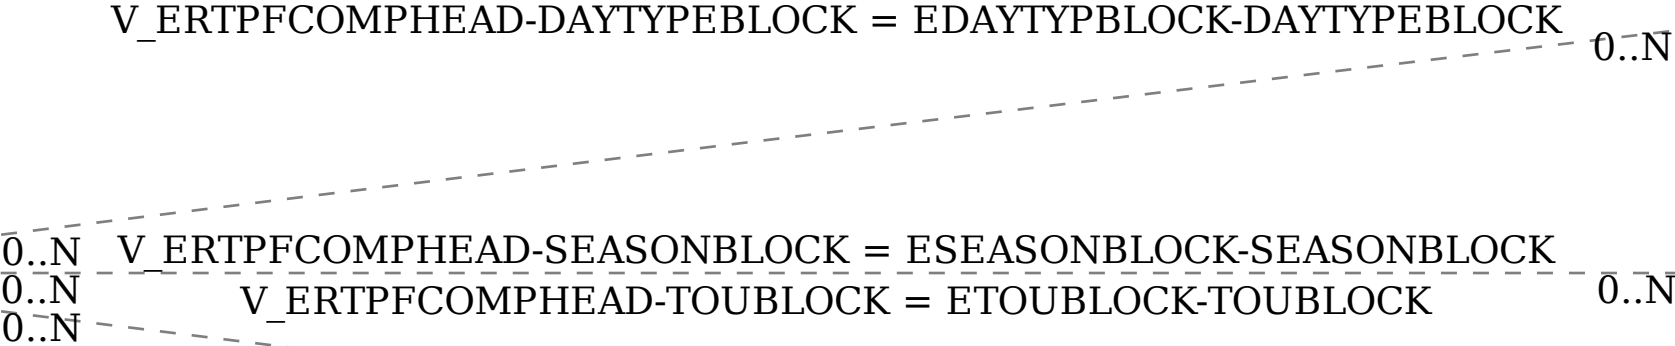 V_ERTPFCOMPHEAD-DAYTYPEBLOCK = EDAYTYPBLOCK-DAYTYPEBLOCK
0..N
0..N V_ERTPFCOMPHEAD-SEASONBLOCK = ESEASONBLOCK-SEASONBLOCK
0..N 0..N
V_ERTPFCOMPHEAD-TOUBLOCK = ETOUBLOCK-TOUBLOCK
0..N